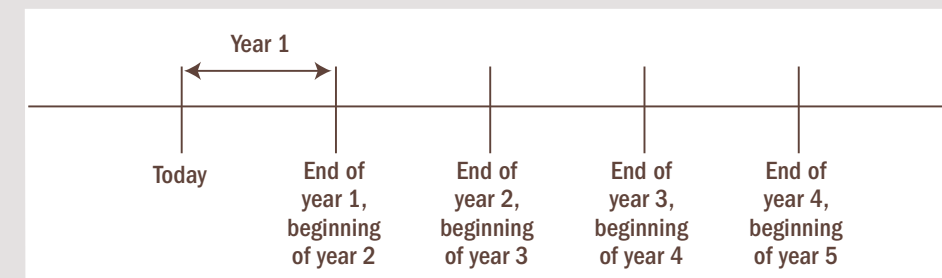 Year 1
Today
End of
year 1,
beginning
of year 2
End of
year 2,
beginning
of year 3
End of
year 3,
beginning
of year 4
End of
year 4,
beginning
of year 5